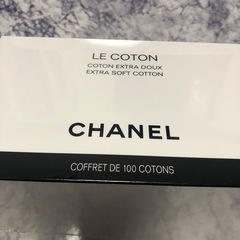 LE COTON
COTON EXTRA DOUX
EXTRA SOFT COTTON
CHANEL
COFFRET DE 100 COTONS